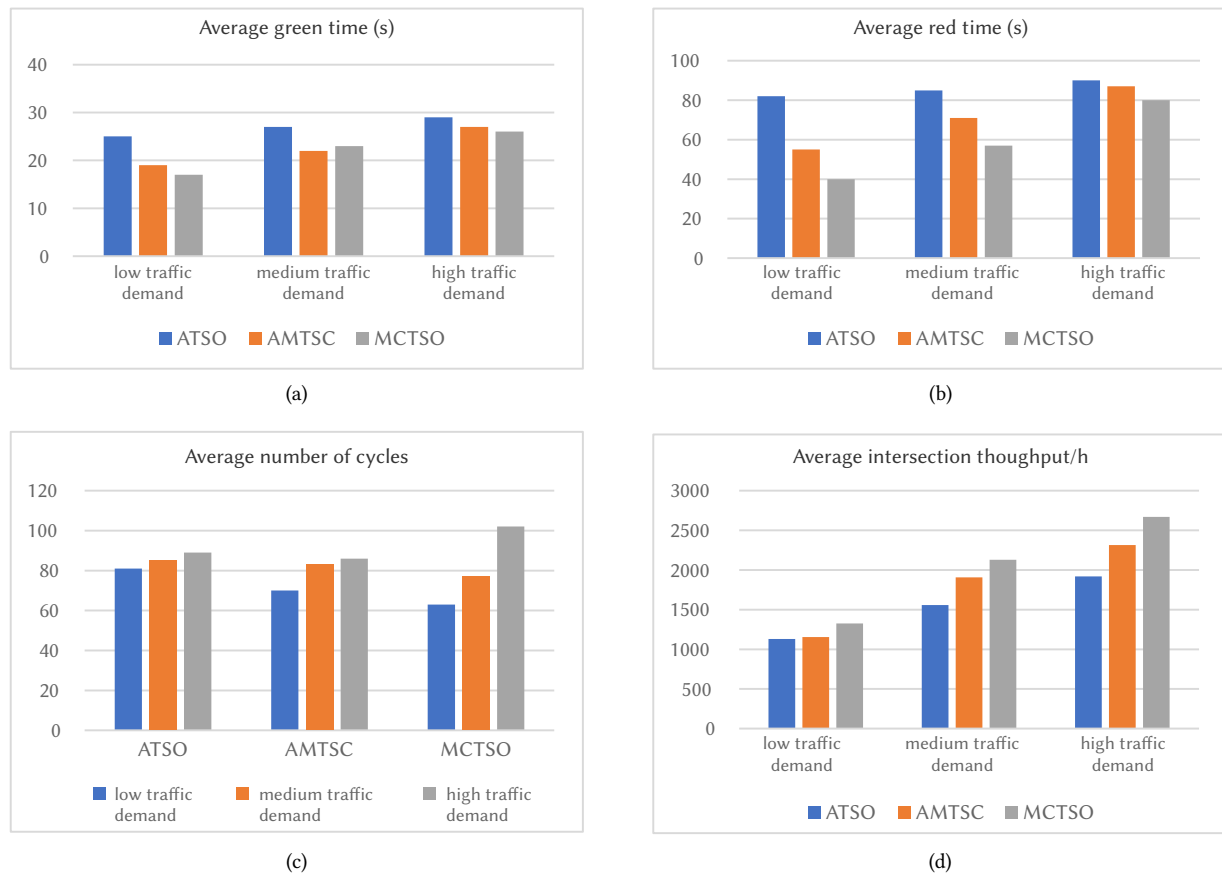 Average green time (s)
40
30
20
10
0
low traffic demand
medium traffic demand
high traffic demand
ATSO AMTSC MCTSO
(a)
Average red time (s)
100
80
60
40
20
0
low traffic demand
medium traffic demand
high traffic demand
ATSO AMTSC MCTSO
(b)
Average number of cycles
120
100
80
60
40
20
0
ATSO AMTSC MCTSO
low traffic demand
medium traffic demand
high traffic demand
(c)
Average intersection thoughput/h
3000
2500
2000
1500
1000
500
0
low traffic demand
medium traffic demand
high traffic demand
ATSO AMTSC MCTSO
(d)